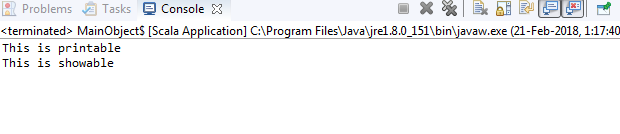 Problems Tasks Console
<terminated> MainObject$ [Scala Application] C:\Program Files\Java\jre1.8.0_151\bin\javaw.exe (21-Feb-2018, 1:17:40
This is printable
This is showable